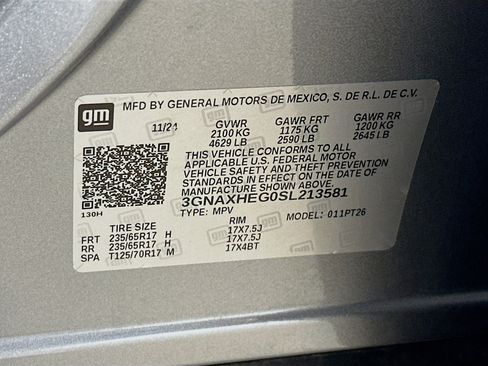 gm MFD BY GENERAL MOTORS DE MEXICO, S. DE R.L. DE C.V.
11/24 GVWR GAWR FRT GAWR RR
2100 KG 1175 KG 1200 KG
4629 LB 2590 LB 2645 LB
THIS VEHICLE CONFORMS TO ALL
APPLICABLE U.S. FEDERAL MOTOR
VEHICLE SAFETY AND THEFT PREVENTION
STANDARDS IN EFFECT ON THE DATE OF
MANUFACTURE SHOWN ABOVE.
3GNAXHEG0SL213581
130H TYPE: MPV MODEL: 011PT26
TIRE SIZE RIM
FRT 235/65R17 H 17X7.5J
RR 235/65R17 H 17X7.5J
SPA T125/70R17 M 17X4BT